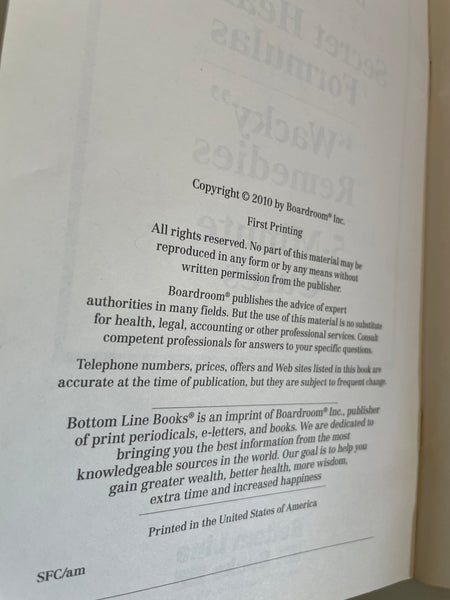 Copyright © 2010 by Boardroom® Inc.
First Printing
All rights reserved. No part of this material may be
reproduced in any form or by any means without
written permission from the publisher.
Boardroom® publishes the advice of expert
authorities in many fields. But the use of this material is no substitute
for health, legal, accounting or other professional services. Consult
competent professionals for answers to your specific questions.
Telephone numbers, prices, offers and Web sites listed in this book are
accurate at the time of publication, but they are subject to frequent change.
Bottom Line Books® is an imprint of Boardroom® Inc., publisher
of print periodicals, e-letters, and books. We are dedicated to
bringing you the best information from the most
knowledgeable sources in the world. Our goal is to help you
gain greater wealth, better health, more wisdom,
extra time and increased happiness
Printed in the United States of America
SFC/am